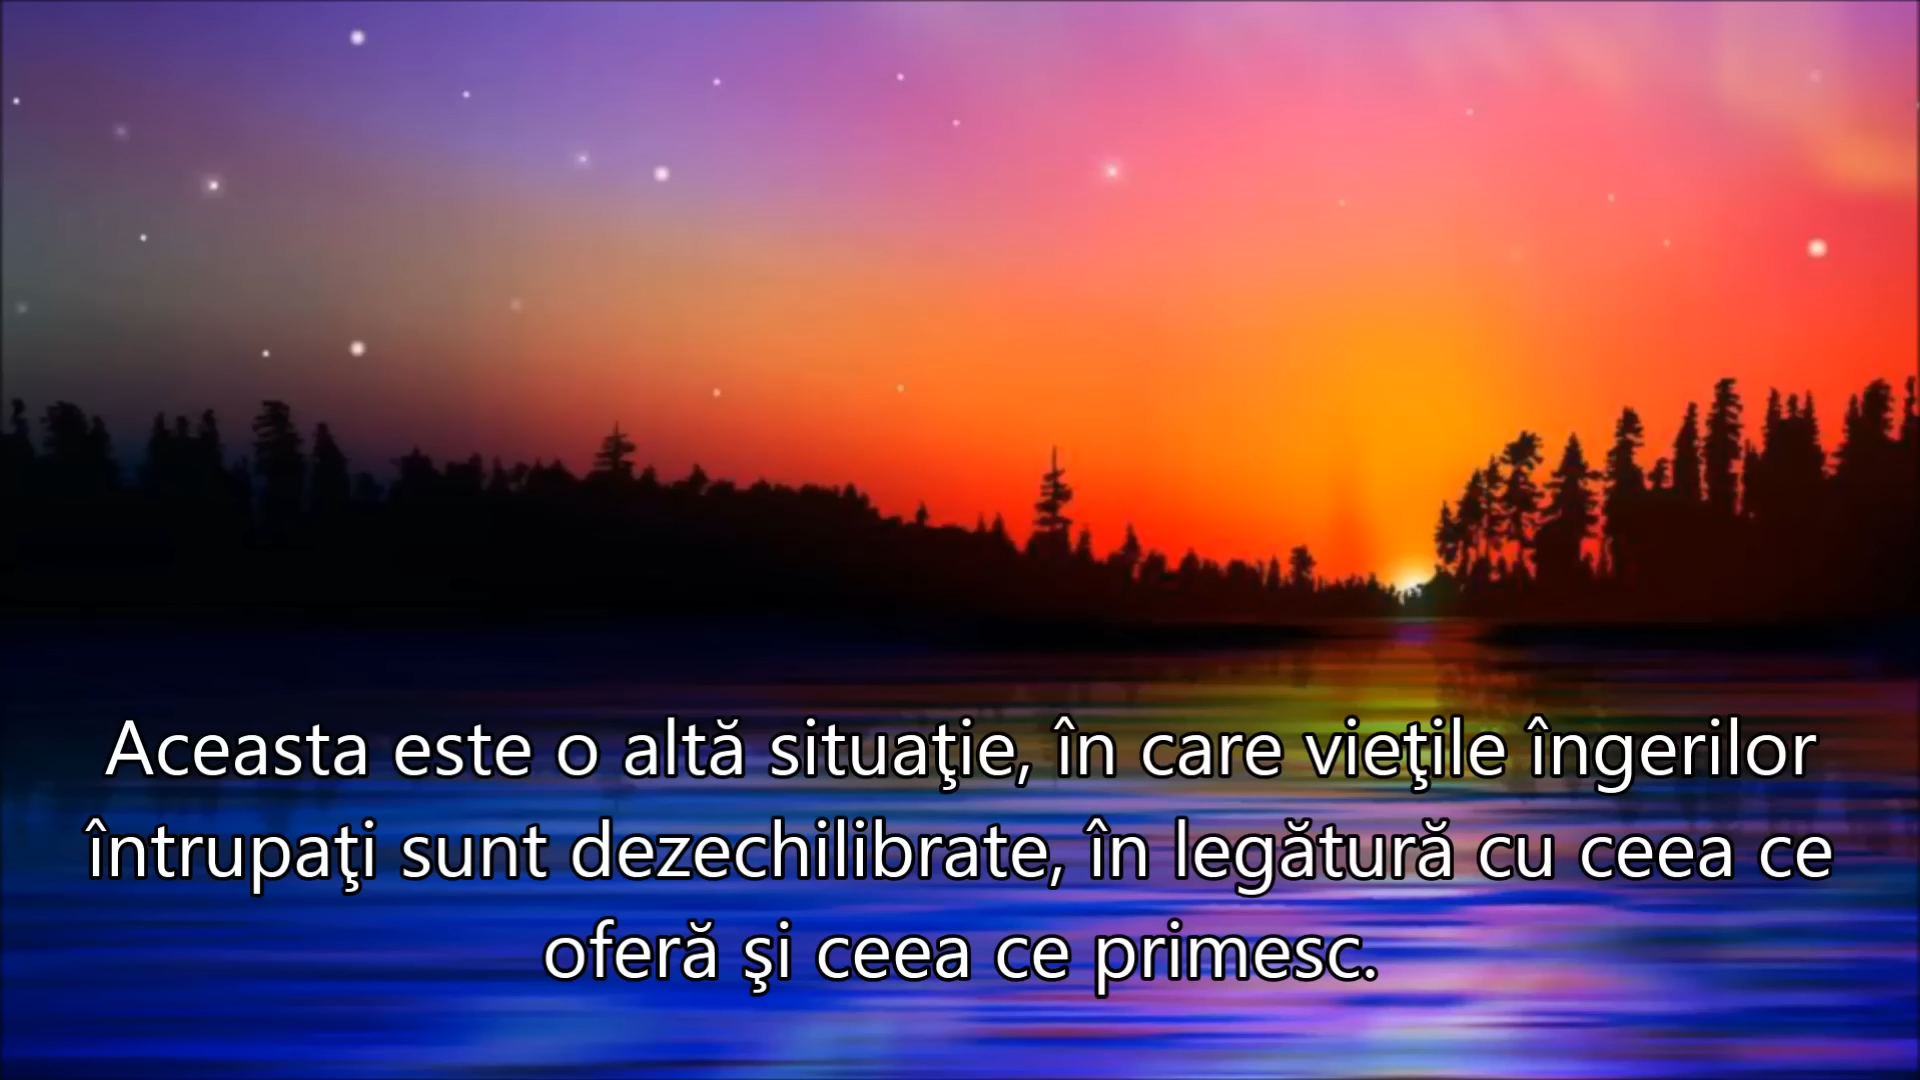 Aceasta este o altă situaţie, în care vieţile îngerilor
întrupaţi sunt dezechilibrate, în legătură cu ceea ce
oferă şi ceea ce primesc.